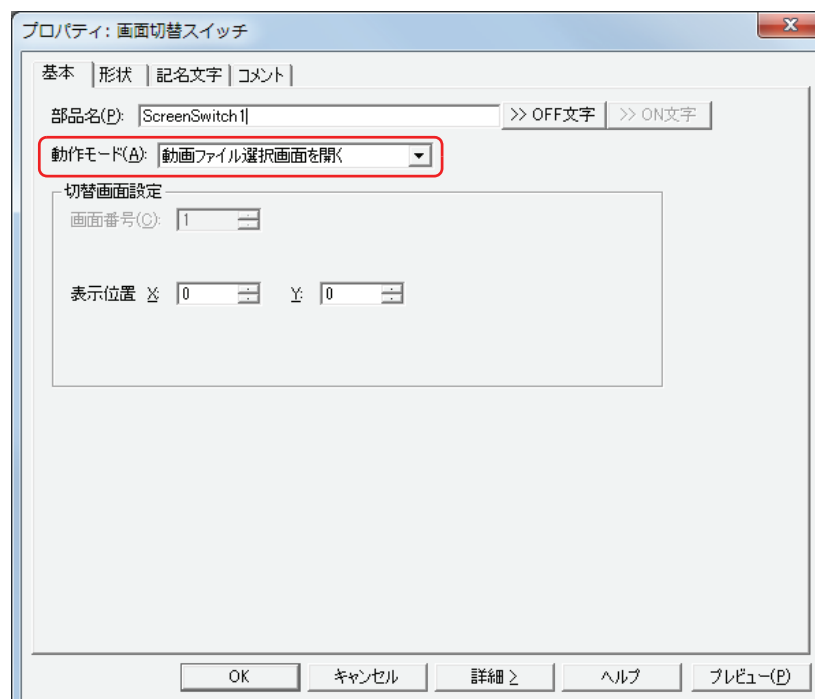 プロパティ: 画面切替スイッチ
基本 形状 記名文字 コメント
部品名(P): ScreenSwitch1 >> OFF文字 >> ON文字
動作モード(A): 動画ファイル選択画面を開く
切替画面設定
画面番号(C): 1
表示位置 X: 0 Y: 0
OK キャンセル 詳細 ≥ ヘルプ プレビュー(P)